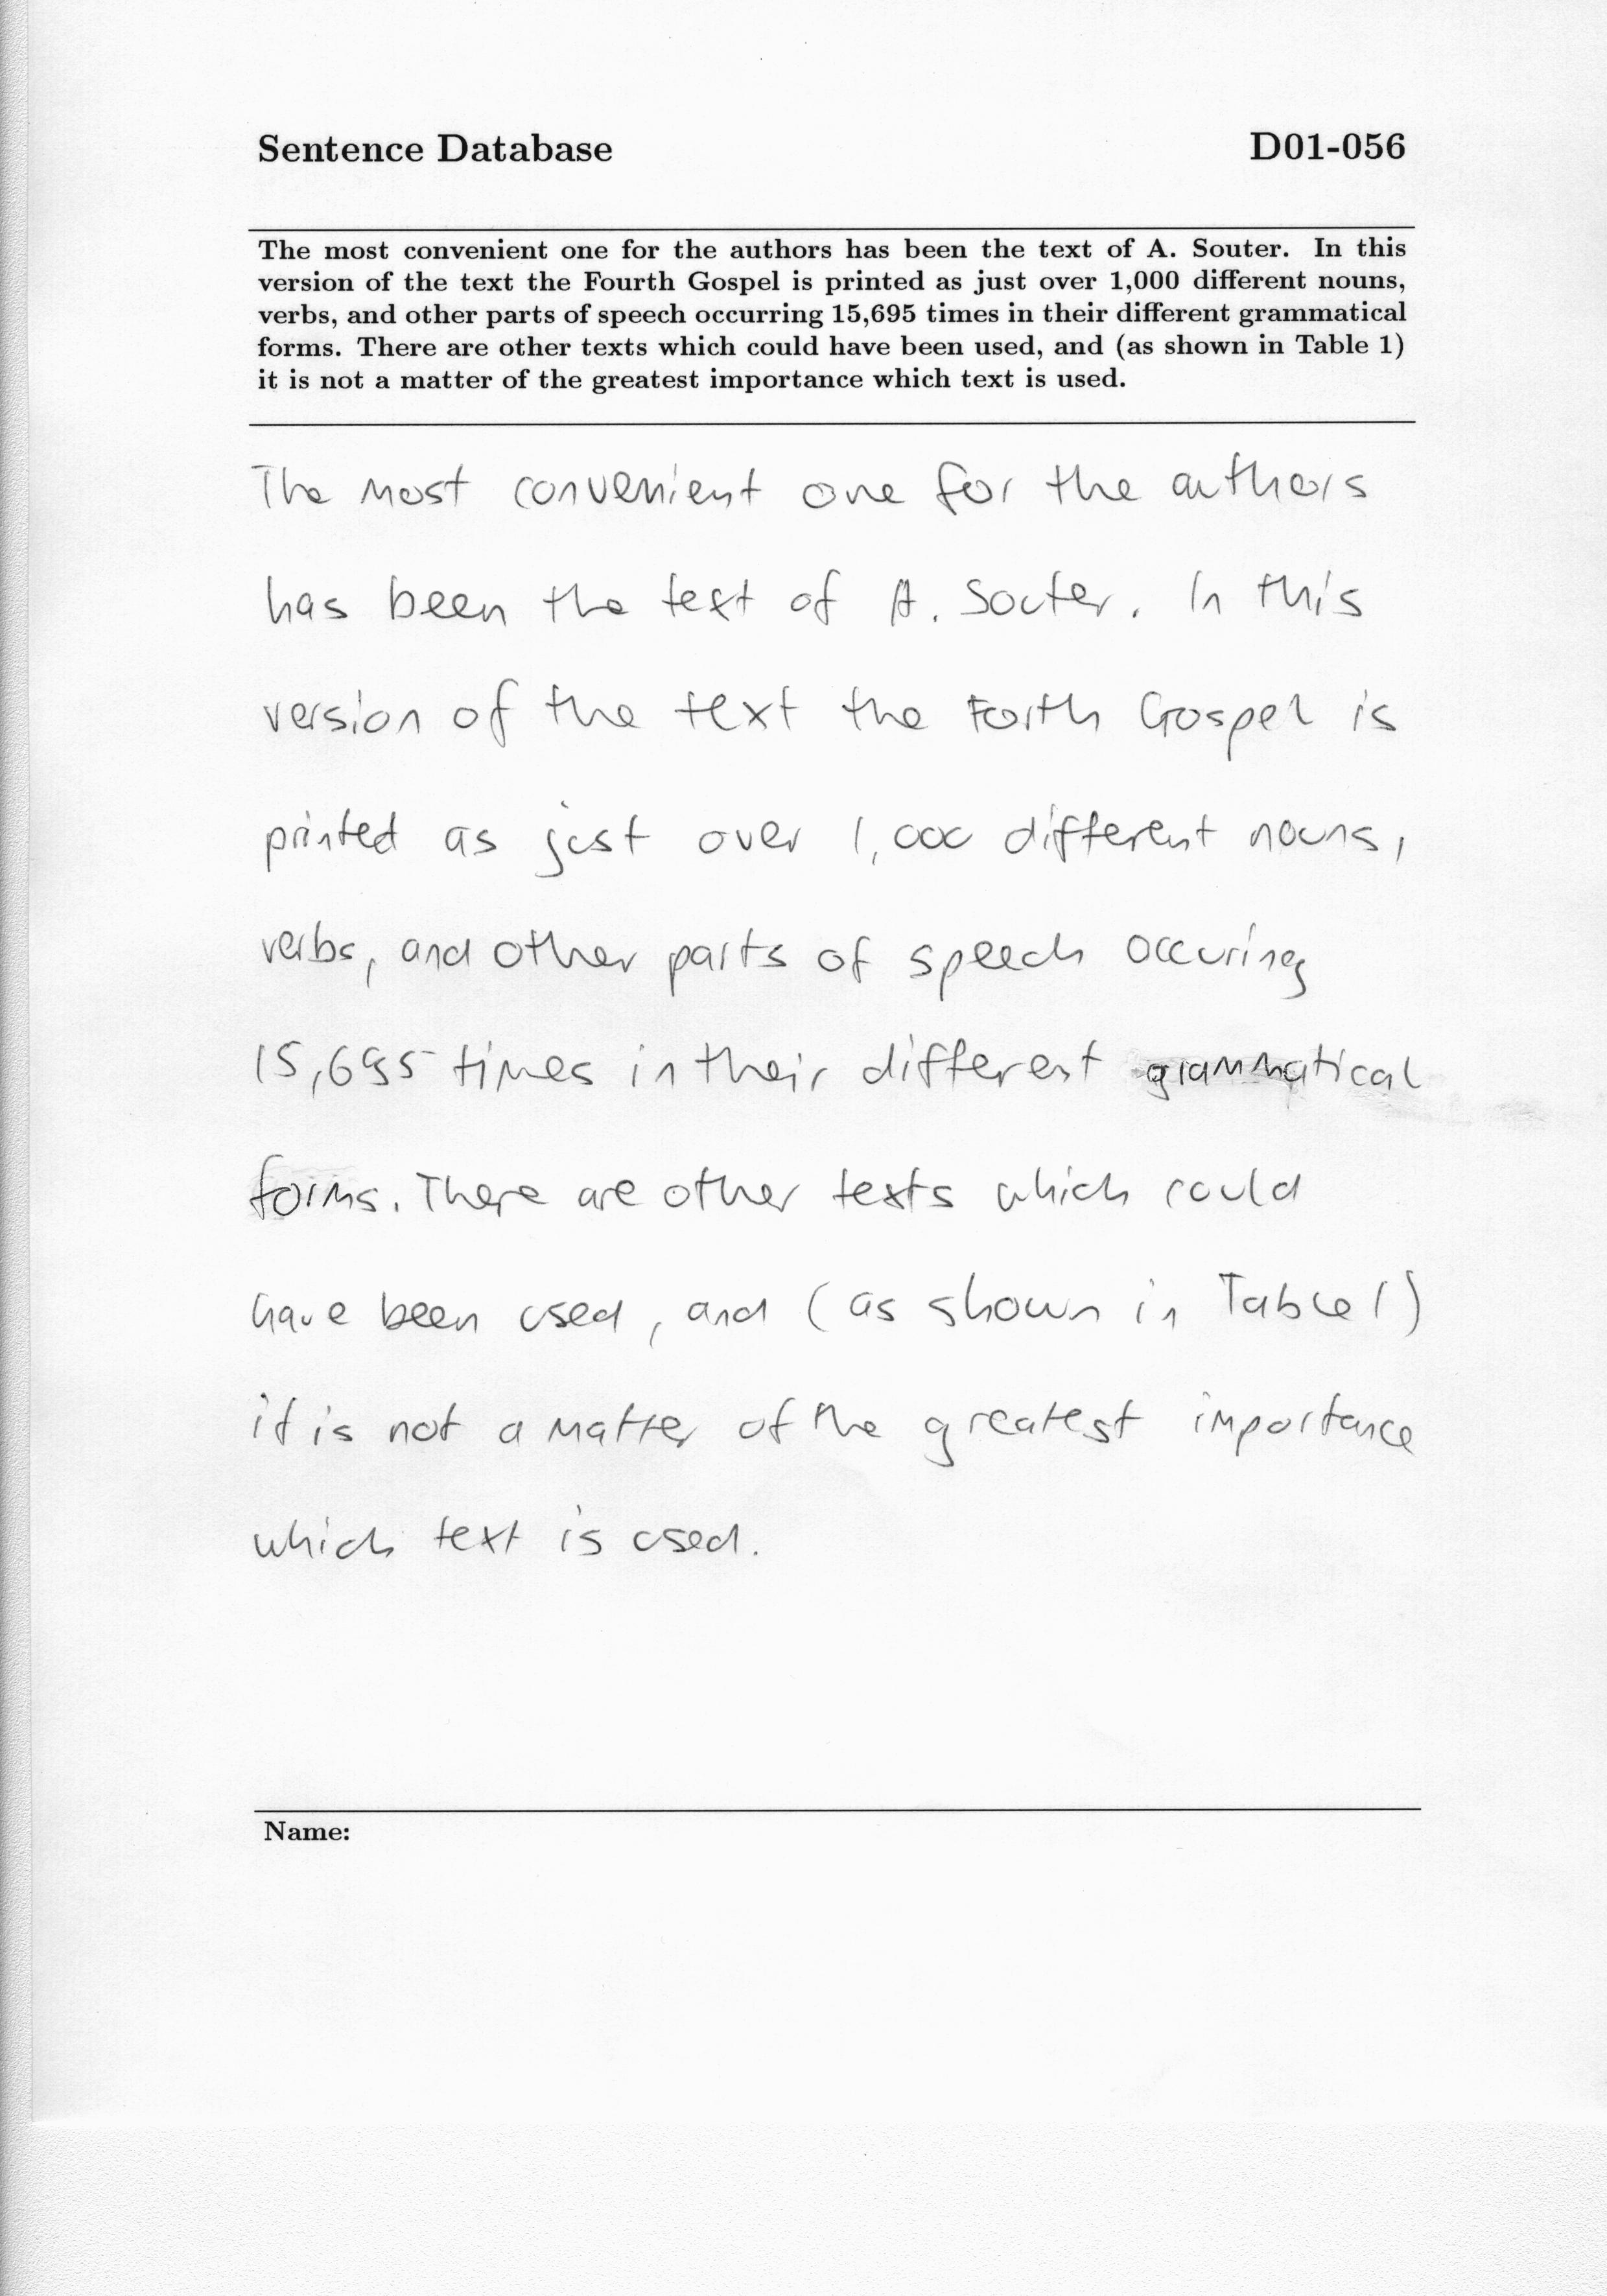 Sentence Database D01-056
The most convenient one for the authors has been the text of A. Souter. In this
version of the text the Fourth Gospel is printed as just over 1,000 different nouns,
verbs, and other parts of speech occurring 15,695 times in their different grammatical
forms. There are other texts which could have been used, and (as shown in Table 1)
it is not a matter of the greatest importance which text is used.
The most convenient one for the authors
has been the text of A. Souter. In this
version of the text the Forth Gospel is
printed as just over 1,000 different nouns,
verbs, and other parts of speech occuring
15,695 times in their different grammatical
forms. There are other texts which could
have been used, and (as shown in Table 1)
it is not a matter of the greatest importance
which text is used.
Name: